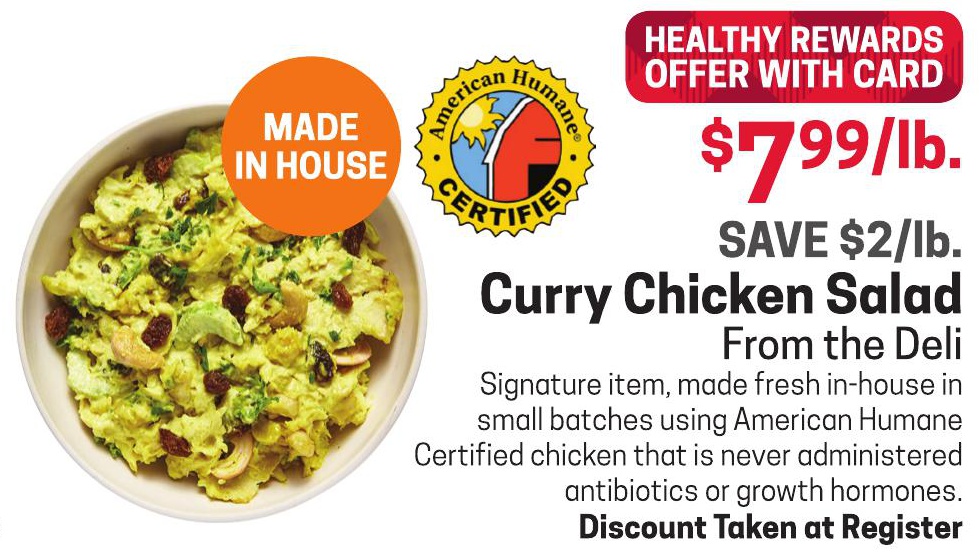 HEALTHY REWARDS
OFFER WITH CARD
MADE
IN HOUSE
American Humane®
CERTIFIED
$7 99/lb.
SAVE $2/lb.
Curry Chicken Salad
From the Deli
Signature item, made fresh in-house in
small batches using American Humane
Certified chicken that is never administered
antibiotics or growth hormones.
Discount Taken at Register